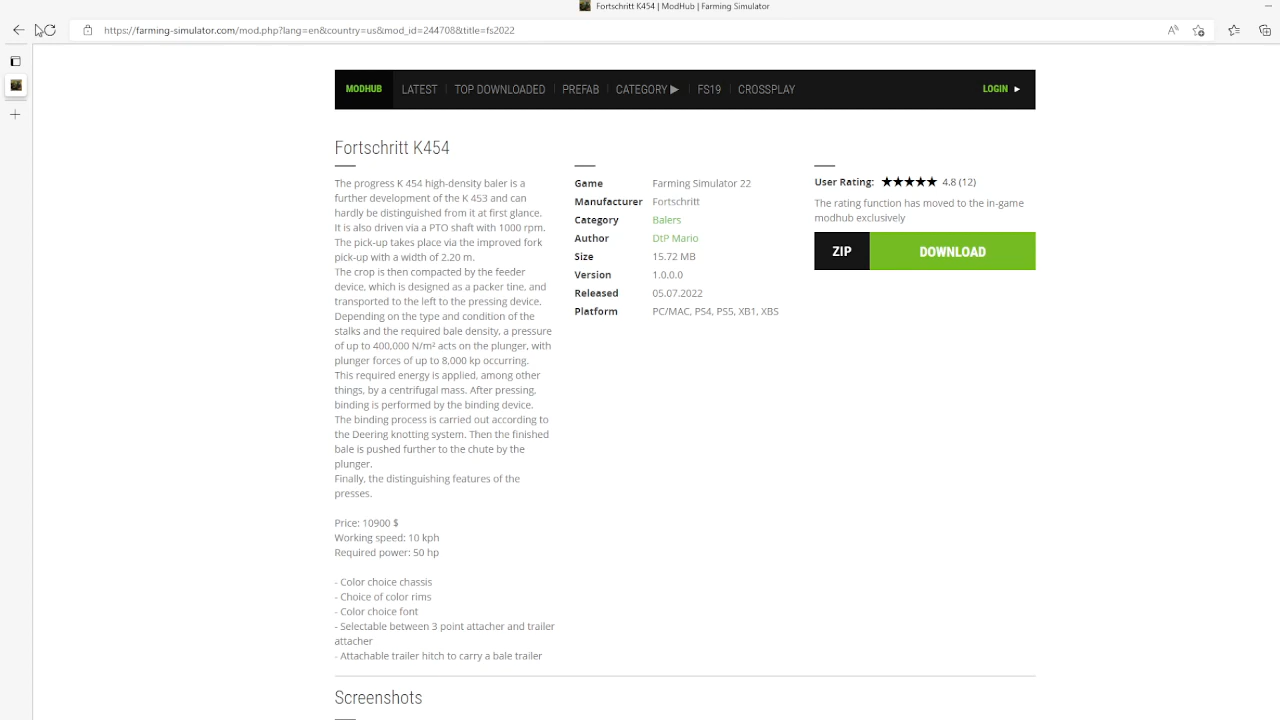 Fortschritt K454 | ModHub | Farming Simulator
https://farming-simulator.com/mod.php?lang=en&country=us&mod_id=244708&title=fs2022
MODHUB LATEST TOP DOWNLOADED PREFAB CATEGORY ▶ FS19 CROSSPLAY LOGIN ▶
Fortschritt K454
The progress K 454 high-density baler is a
further development of the K 453 and can
hardly be distinguished from it at first glance.
It is also driven via a PTO shaft with 1000 rpm.
The pick-up takes place via the improved fork
pick-up with a width of 2.20 m.
The crop is then compacted by the feeder
device, which is designed as a packer tine, and
transported to the left to the pressing device.
Depending on the type and condition of the
stalks and the required bale density, a pressure
of up to 400,000 N/m² acts on the plunger, with
plunger forces of up to 8,000 kp occurring.
This required energy is applied, among other
things, by a centrifugal mass. After pressing,
binding is performed by the binding device.
The binding process is carried out according to
the Deering knotting system. Then the finished
bale is pushed further to the chute by the
plunger.
Finally, the distinguishing features of the
presses.
Price: 10900 $
Working speed: 10 kph
Required power: 50 hp
- Color choice chassis
- Choice of color rims
- Color choice font
- Selectable between 3 point attacher and trailer
attacher
- Attachable trailer hitch to carry a bale trailer
Game Farming Simulator 22
Manufacturer Fortschritt
Category Balers
Author DtP Mario
Size 15.72 MB
Version 1.0.0.0
Released 05.07.2022
Platform PC/MAC, PS4, PS5, XB1, XBS
User Rating: ★★★★★ 4.8 (12)
The rating function has moved to the in-game
modhub exclusively
ZIP DOWNLOAD
Screenshots